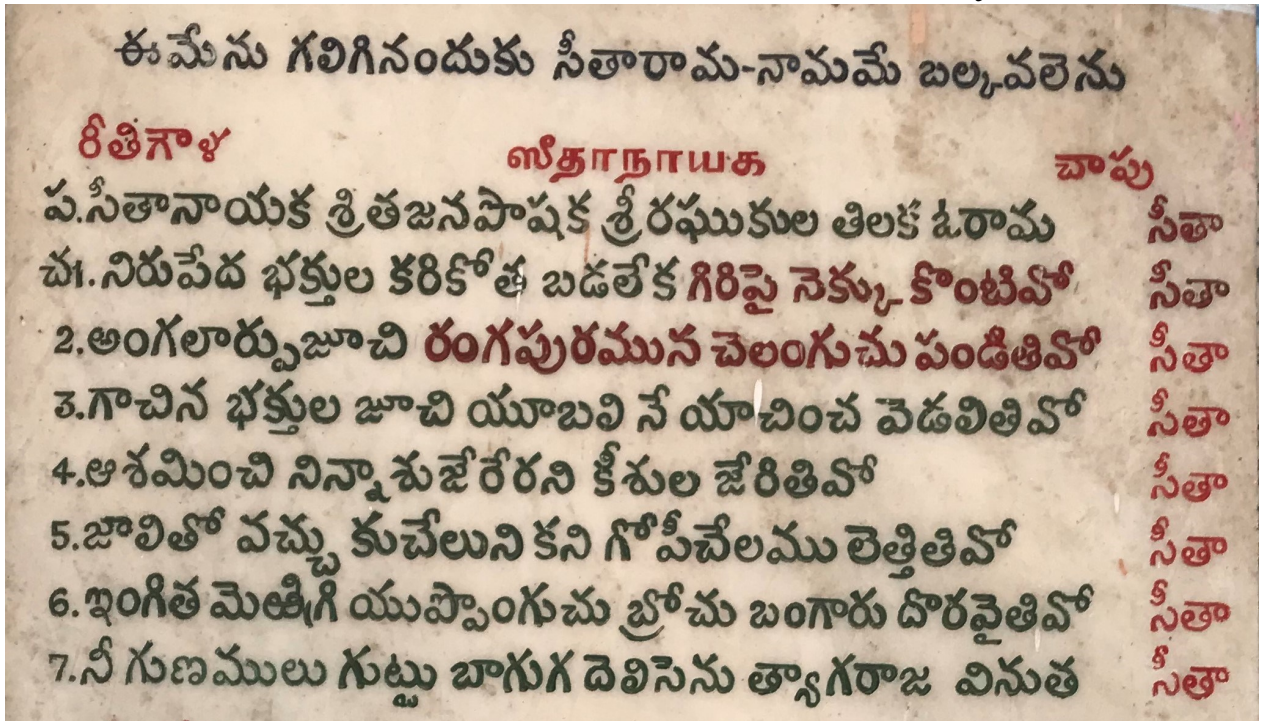 ఈమేను గలిగినందుకు సీతారామ-నామమే బల్కవలెను
రీతిగౌళ ஸீதாநாயக చాపు
ప.సీతానాయక శ్రితజనపోషక శ్రీరఘుకుల తిలక ఓరామ సీతా
చ1.నిరుపేద భక్తుల కరికోత బడలేక గిరిపై నెక్కు కొంటివో సీతా
2.అంగలార్పుజూచి రంగపురమున చెలంగుచు పండితివో సీతా
3.గాచిన భక్తుల జూచి యూబలి నే యాచించ వెడలితివో సీతా
4.ఆశమించి నిన్నాశుజేరేరని కీశుల జేరితివో సీతా
5.జాలితో వచ్చు కుచేలుని కని గోపీచేలము లెత్తితివో సీతా
6.ఇంగిత మెఱిగి యుప్పొంగుచు బ్రోచు బంగారు దొరవైతివో సీతా
7.నీ గుణములు గుట్టు బాగుగ దెలిసెను త్యాగరాజ వినుత సీతా